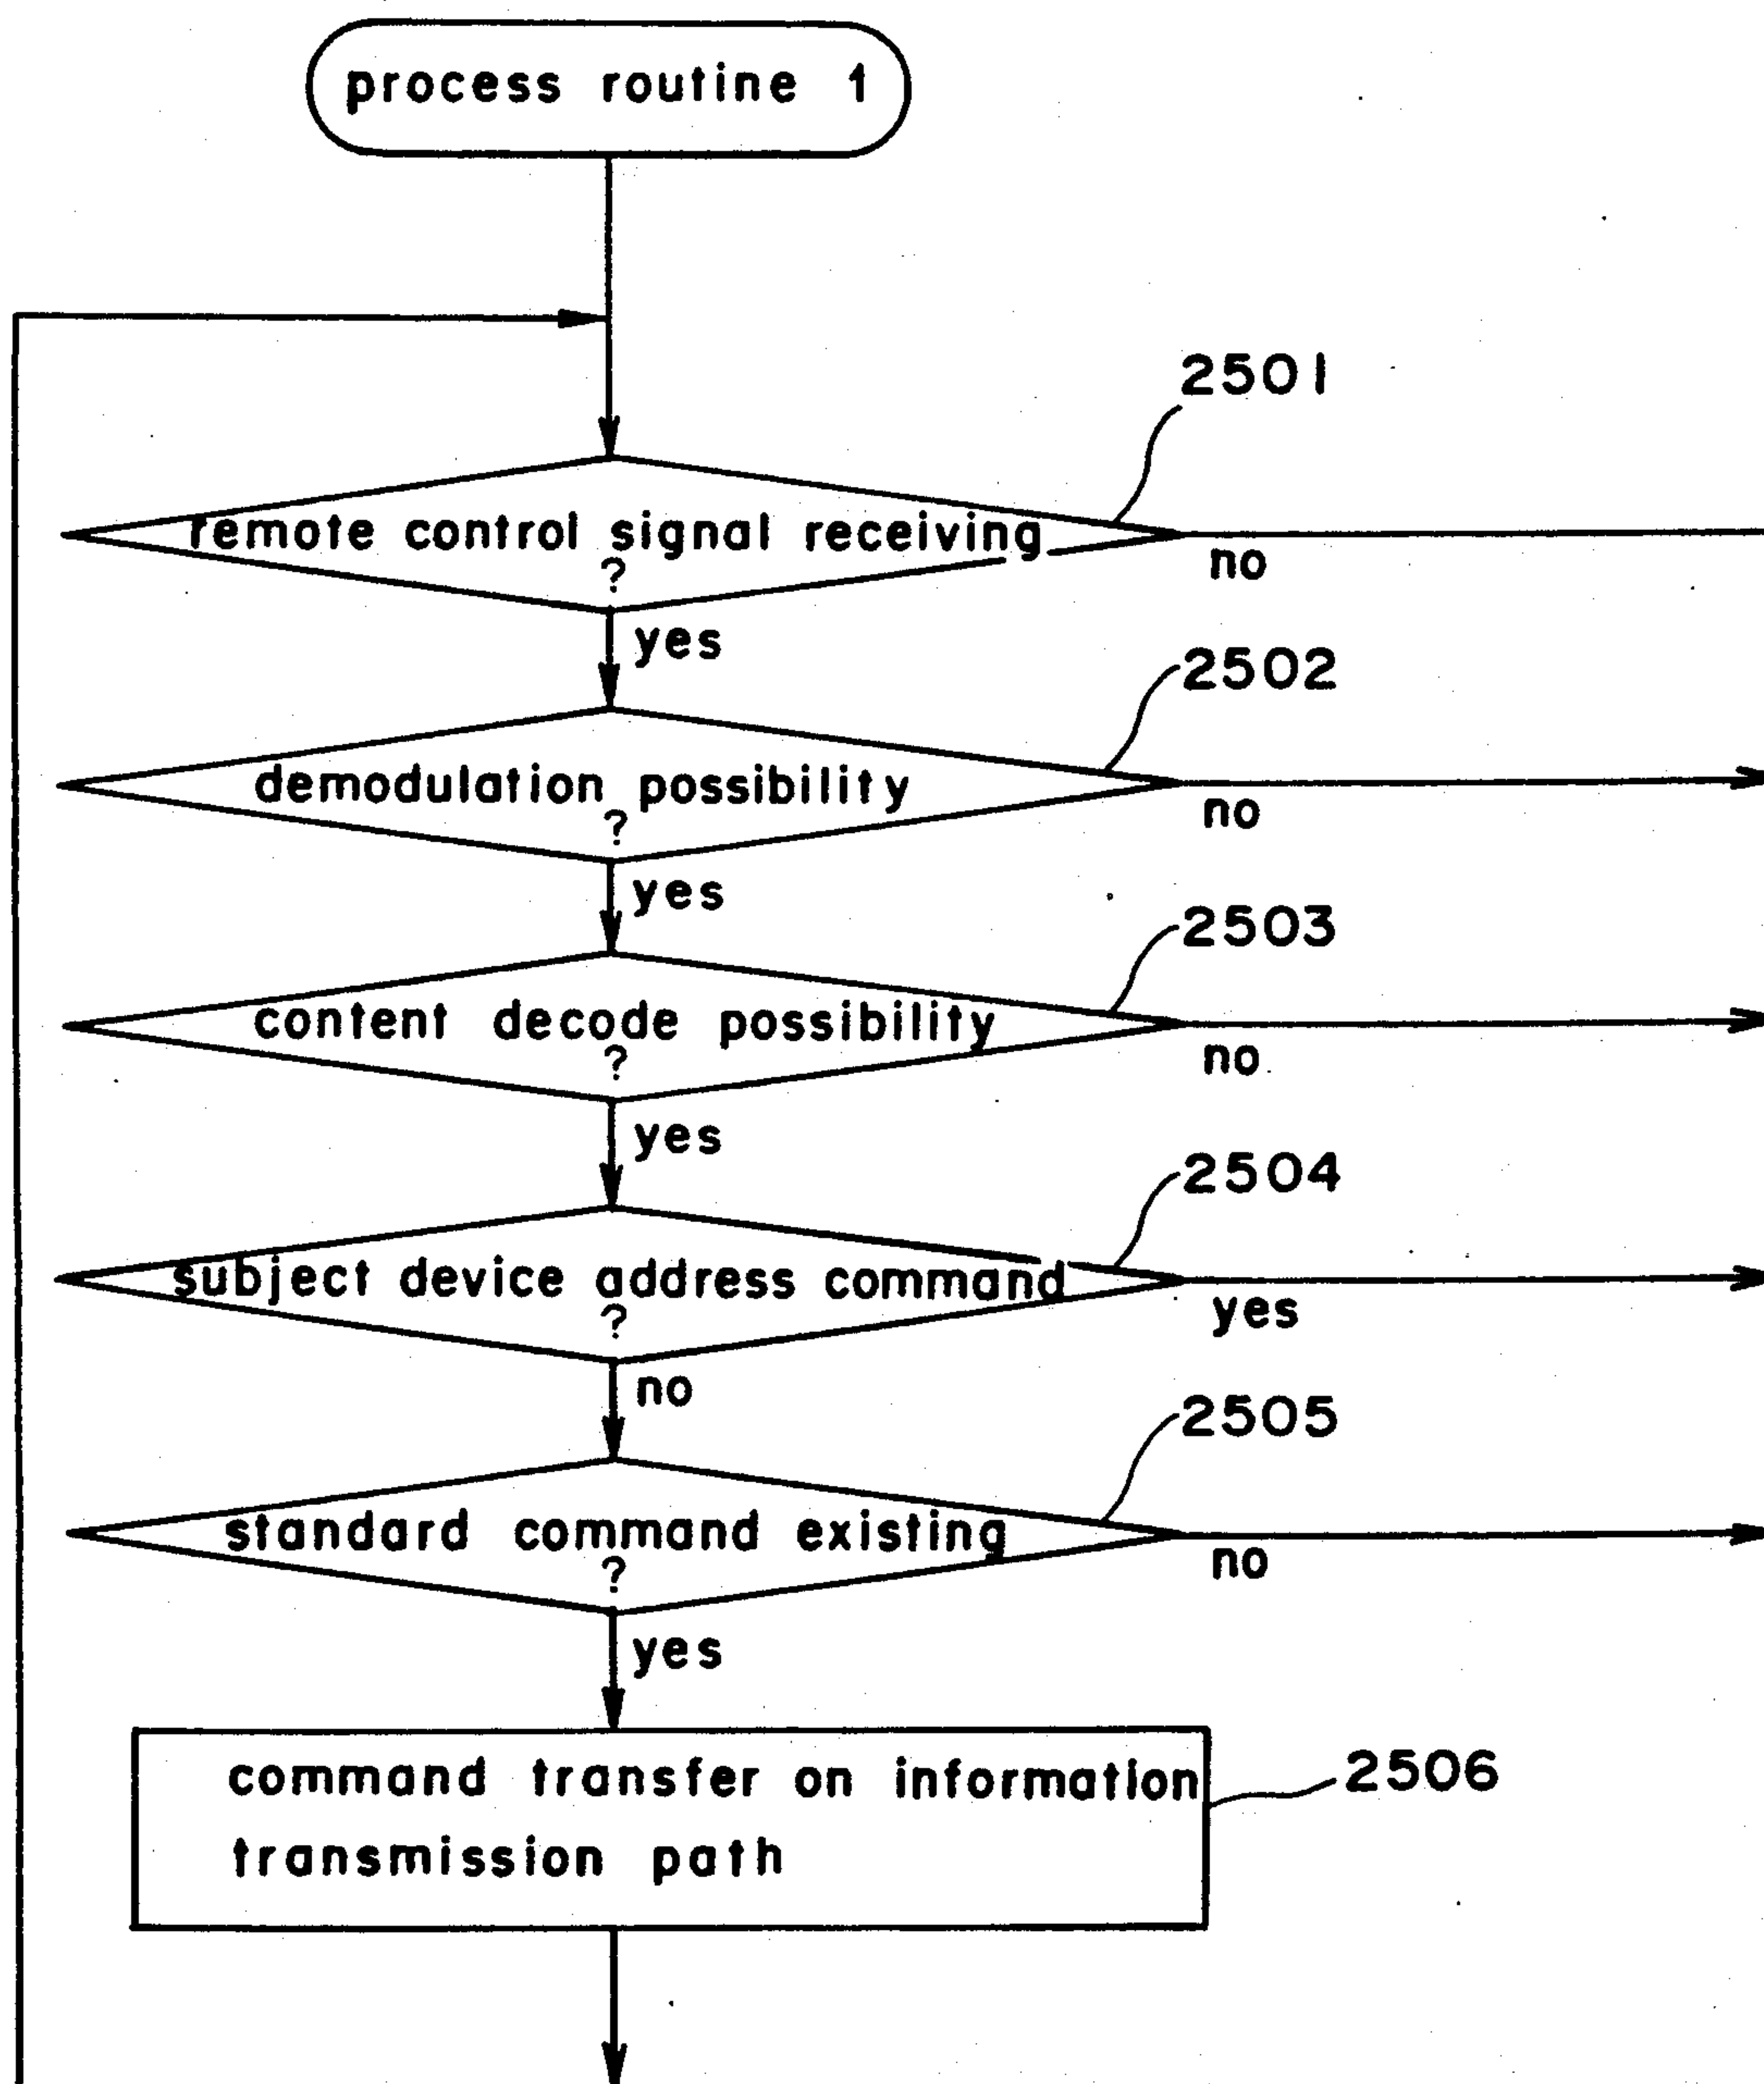 process routine 1
2501
remote control signal receiving
?
no
yes
2502
demodulation possibility
?
no
yes
2503
content decode possibility
?
no
yes
2504
subject device address command
?
yes
no
2505
standard command existing
?
no
yes
command transfer on information
transmission path
2506